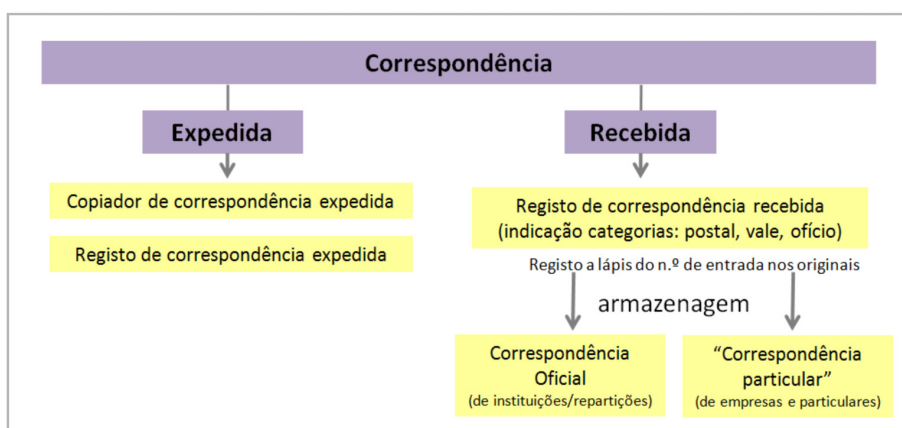 Correspondência
Expedida
Copiador de correspondência expedida
Registo de correspondência expedida
Recebida
Registo de correspondência recebida
(indicação categorias: postal, vale, ofício)
Registo a lápis do n.º de entrada nos originais
armazenagem
Correspondência
Oficial
(de instituições/repartições)
“Correspondência
particular”
(de empresas e particulares)